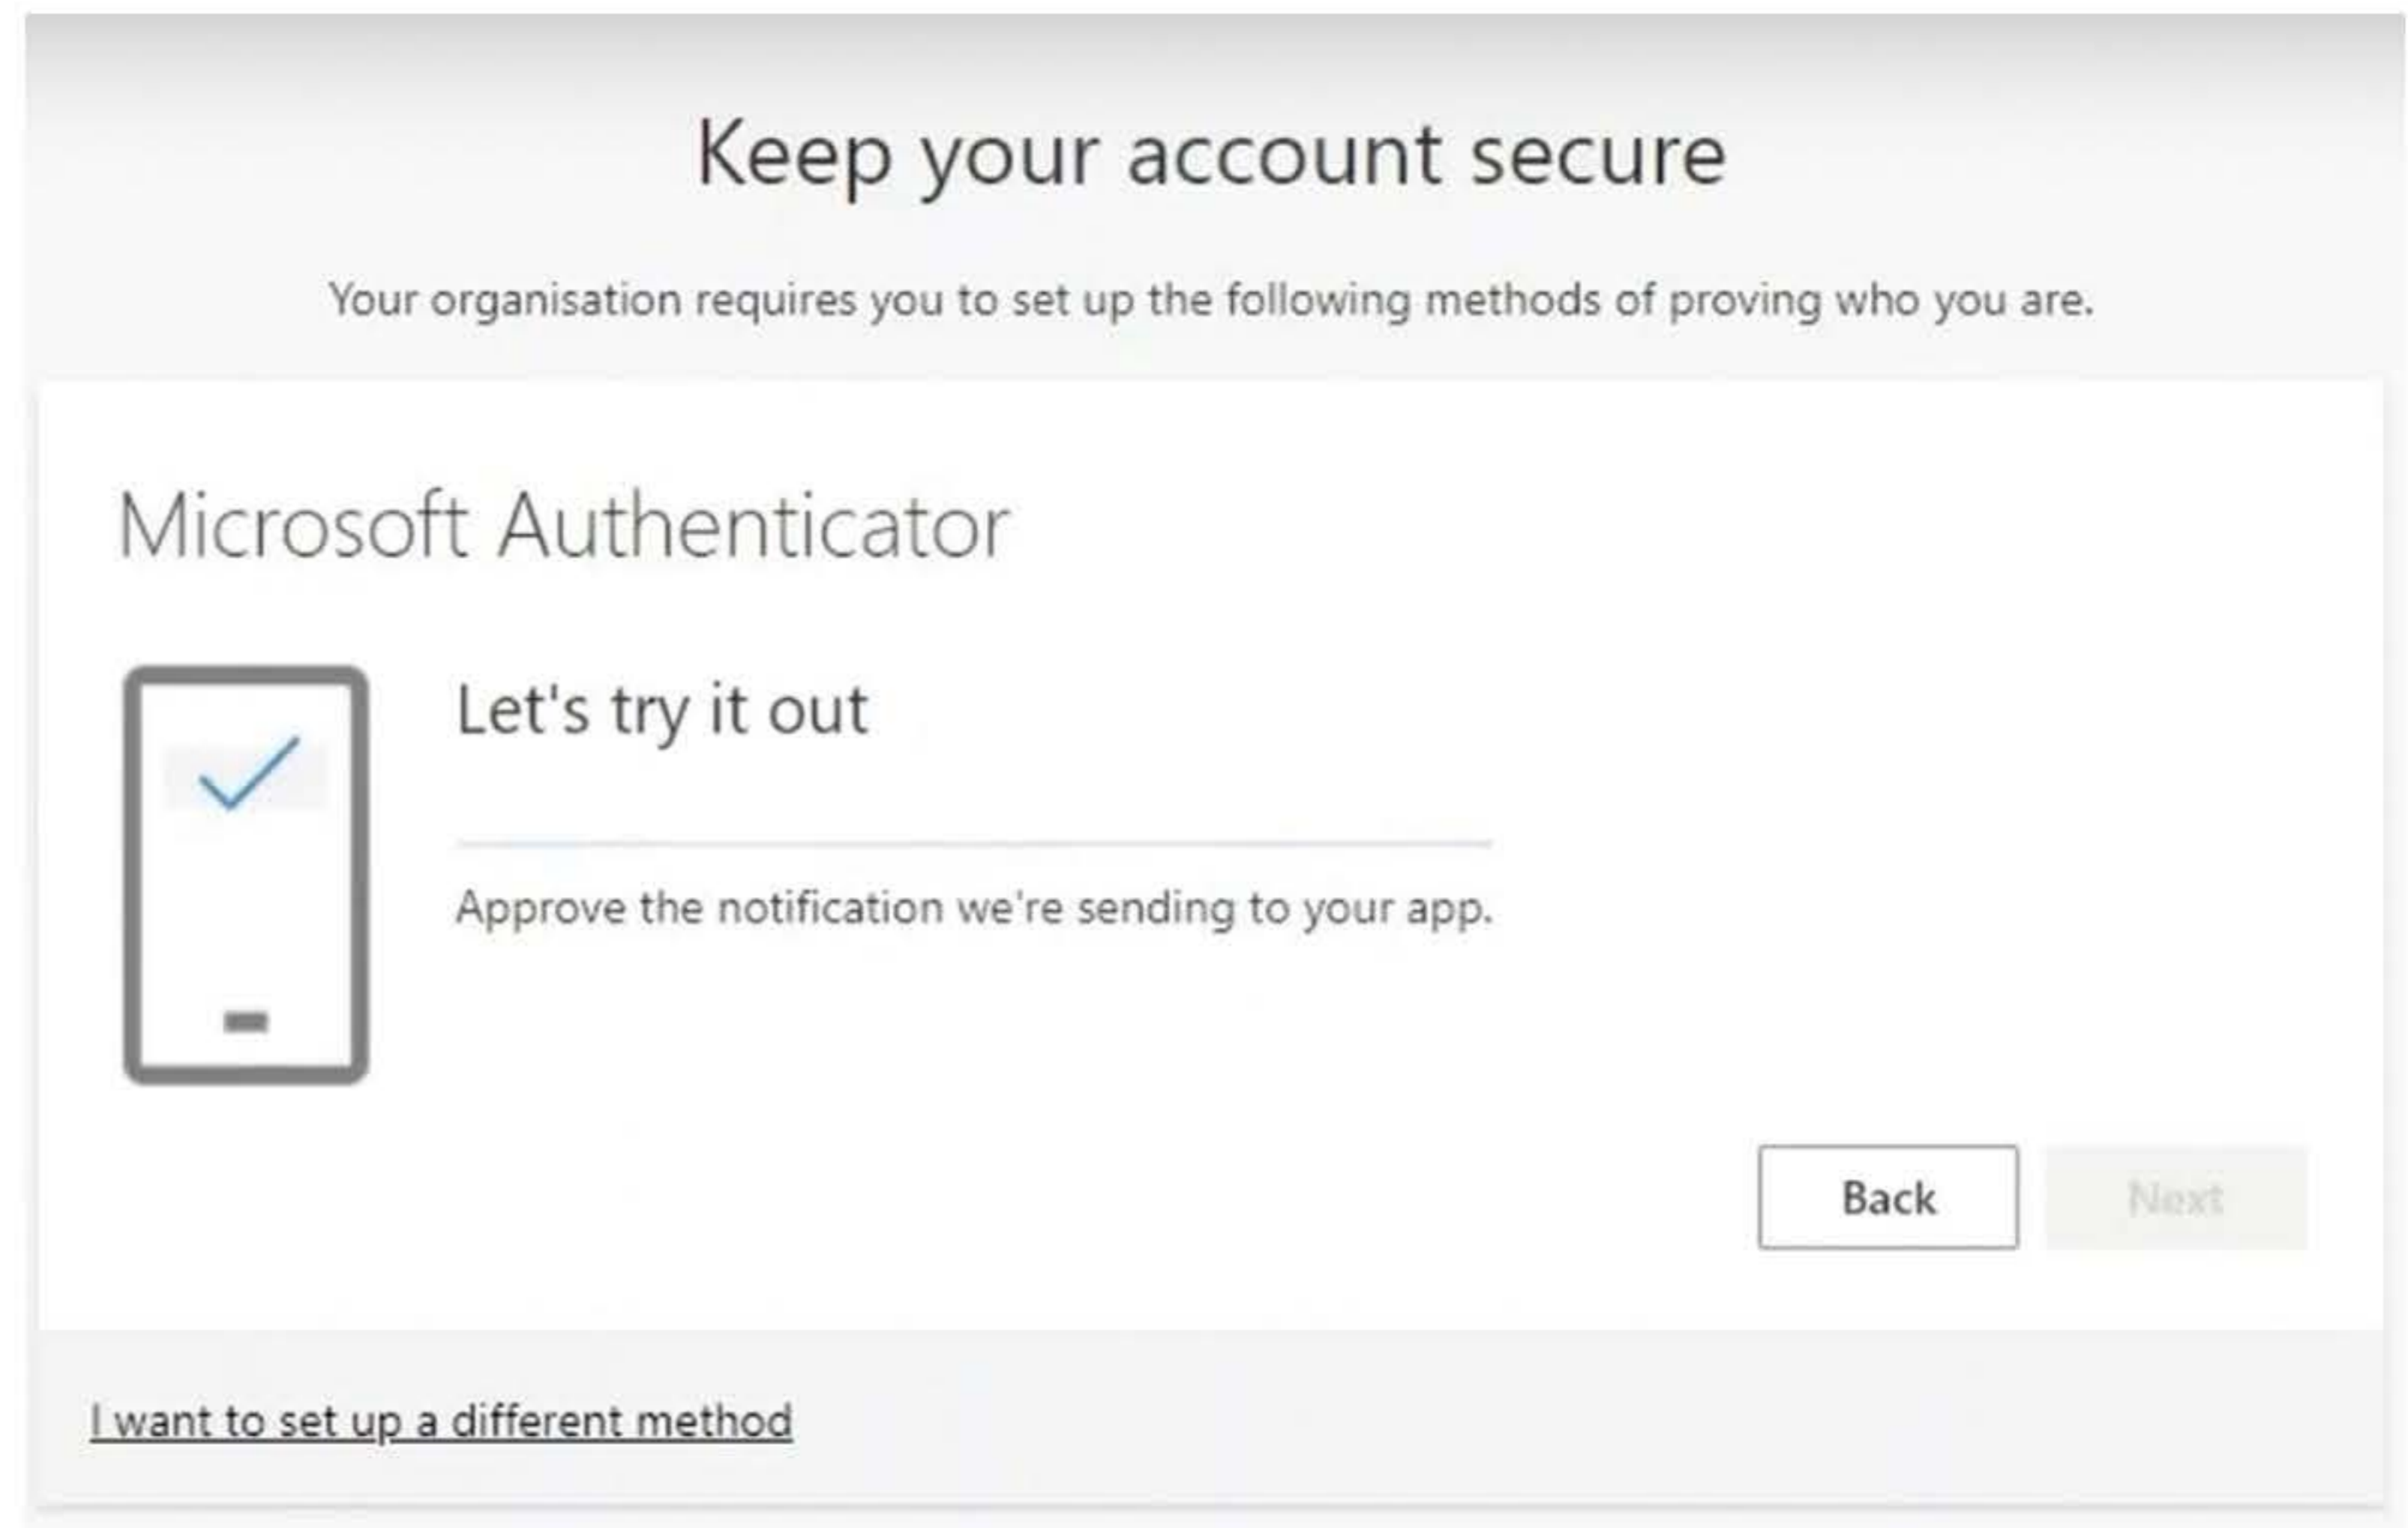 Keep your account secure
Your organisation requires you to set up the following methods of proving who you are.
Microsoft Authenticator
Let's try it out
Approve the notification we're sending to your app.
Back
Next
I want to set up a different method